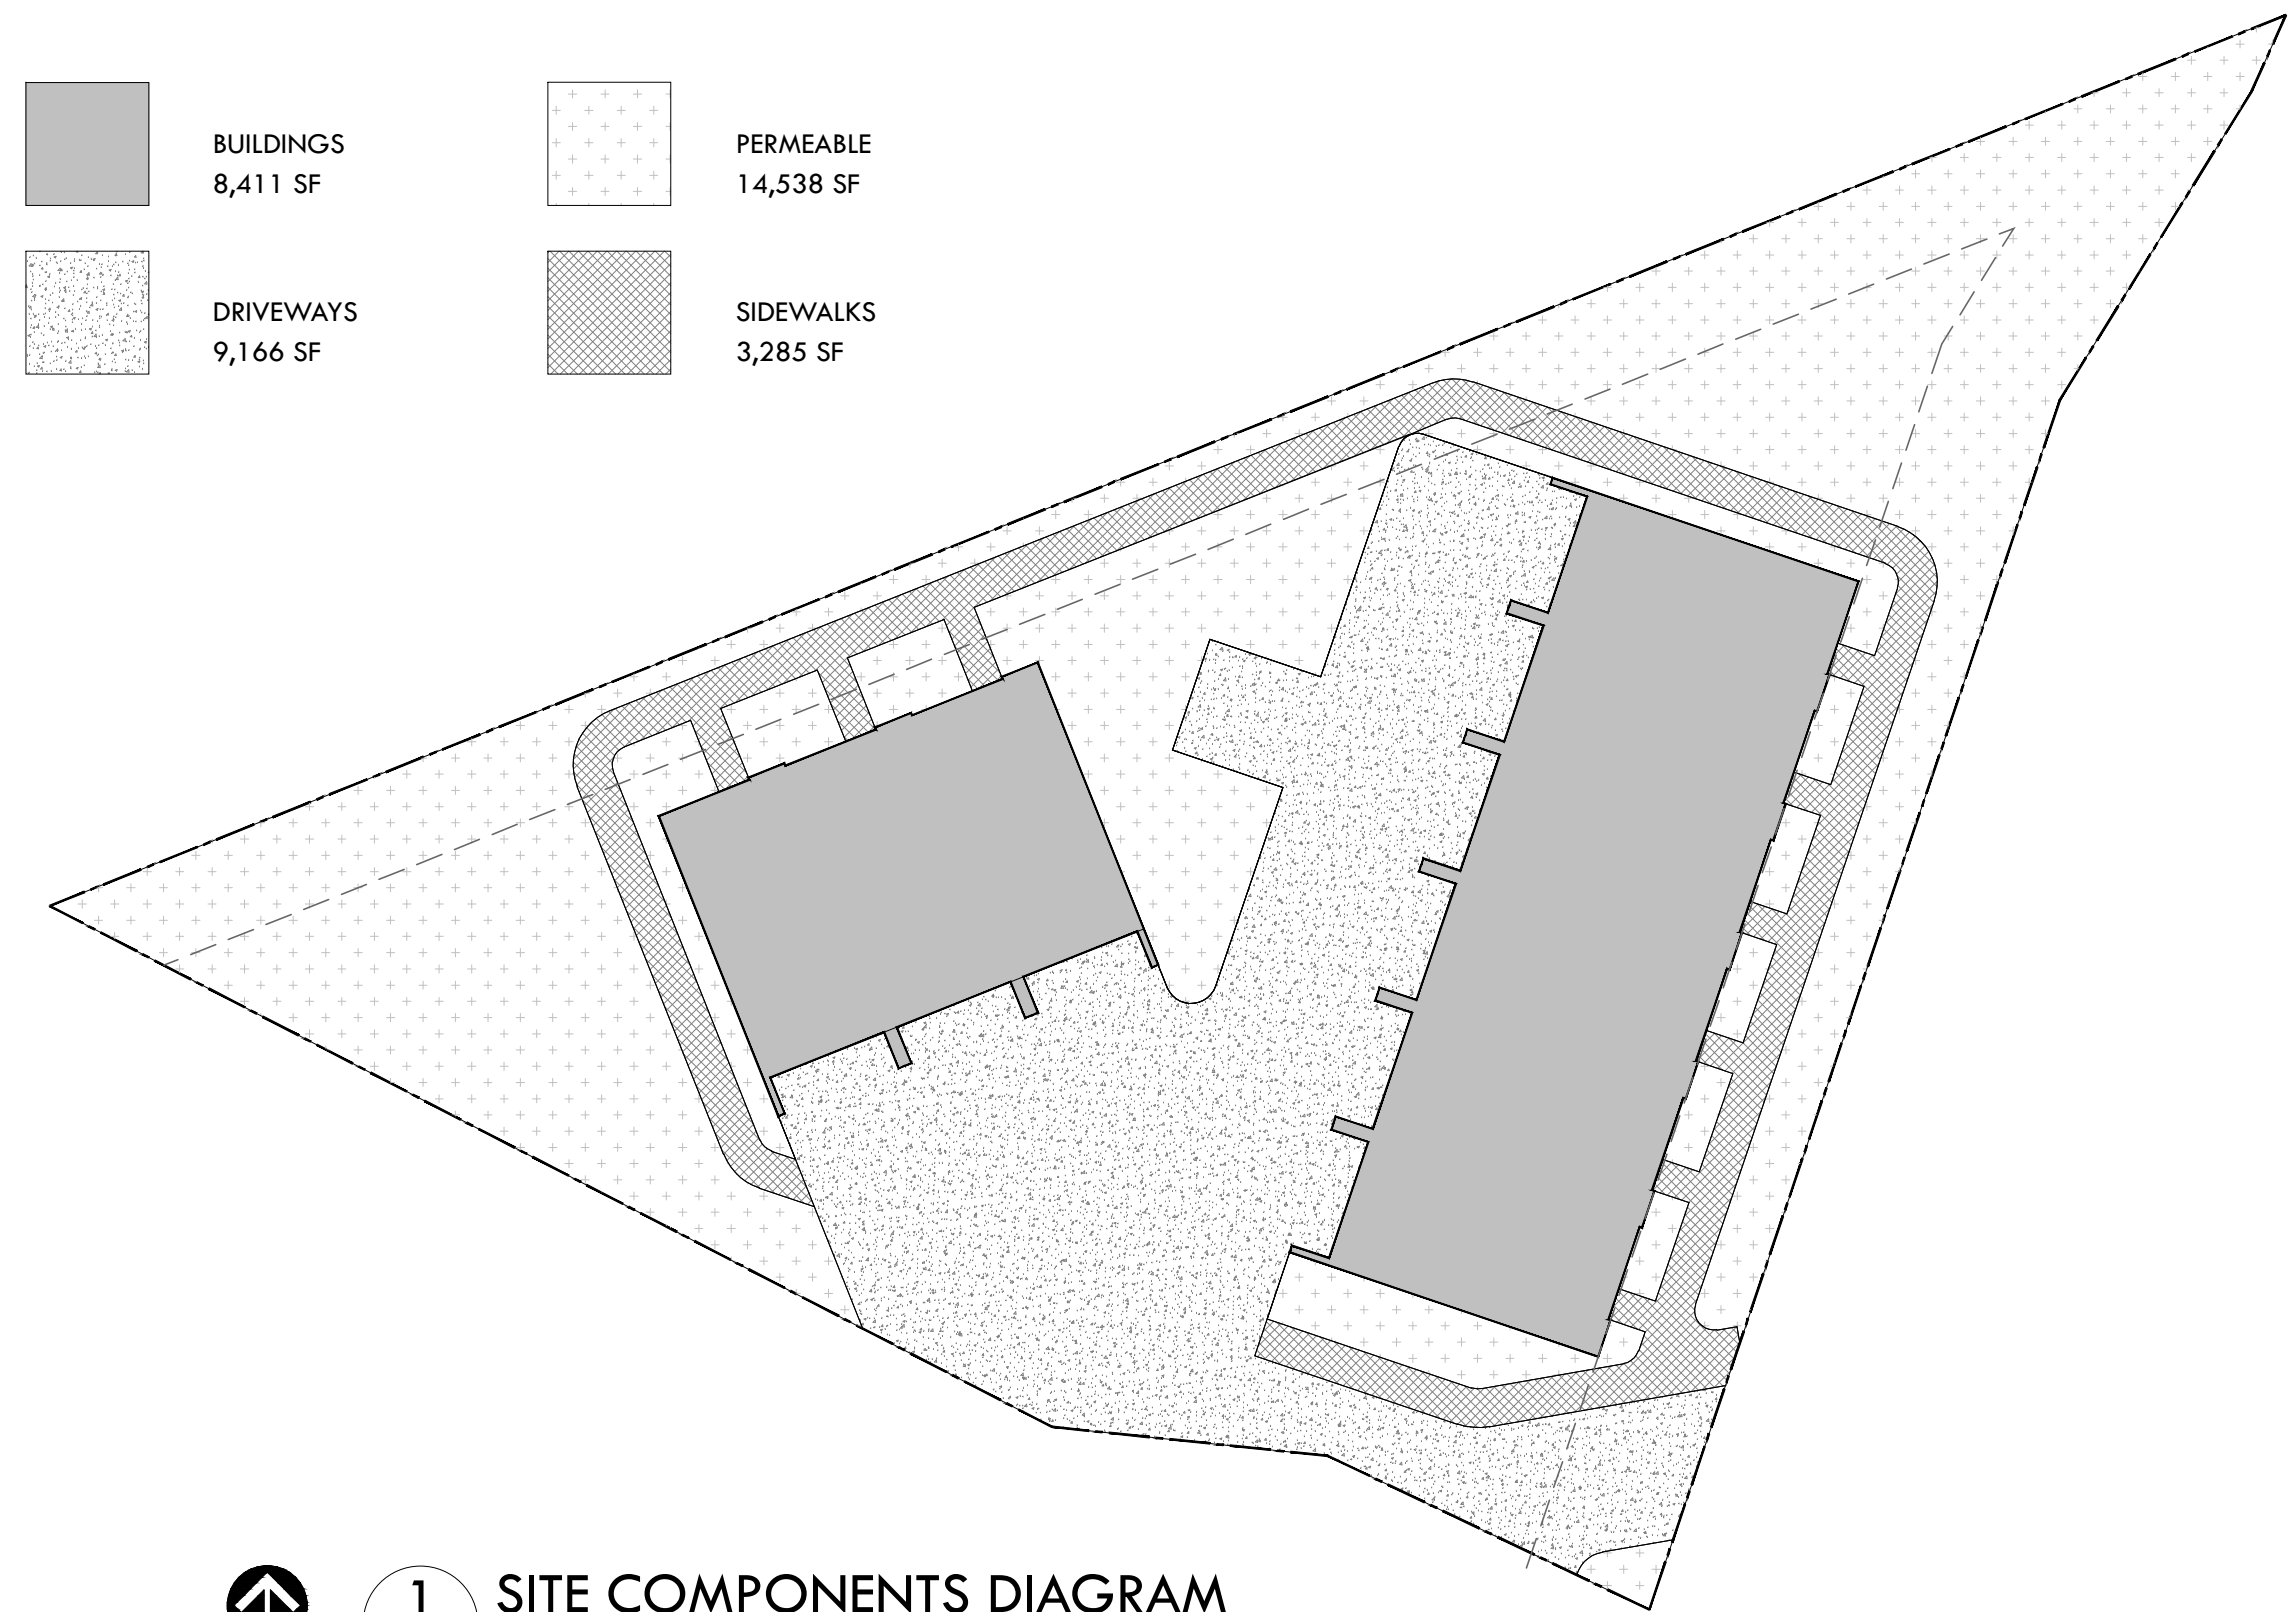 BUILDINGS
8,411 SF
PERMEABLE
14,538 SF
DRIVEWAYS
9,166 SF
SIDEWALKS
3,285 SF
1
SITE COMPONENTS DIAGRAM